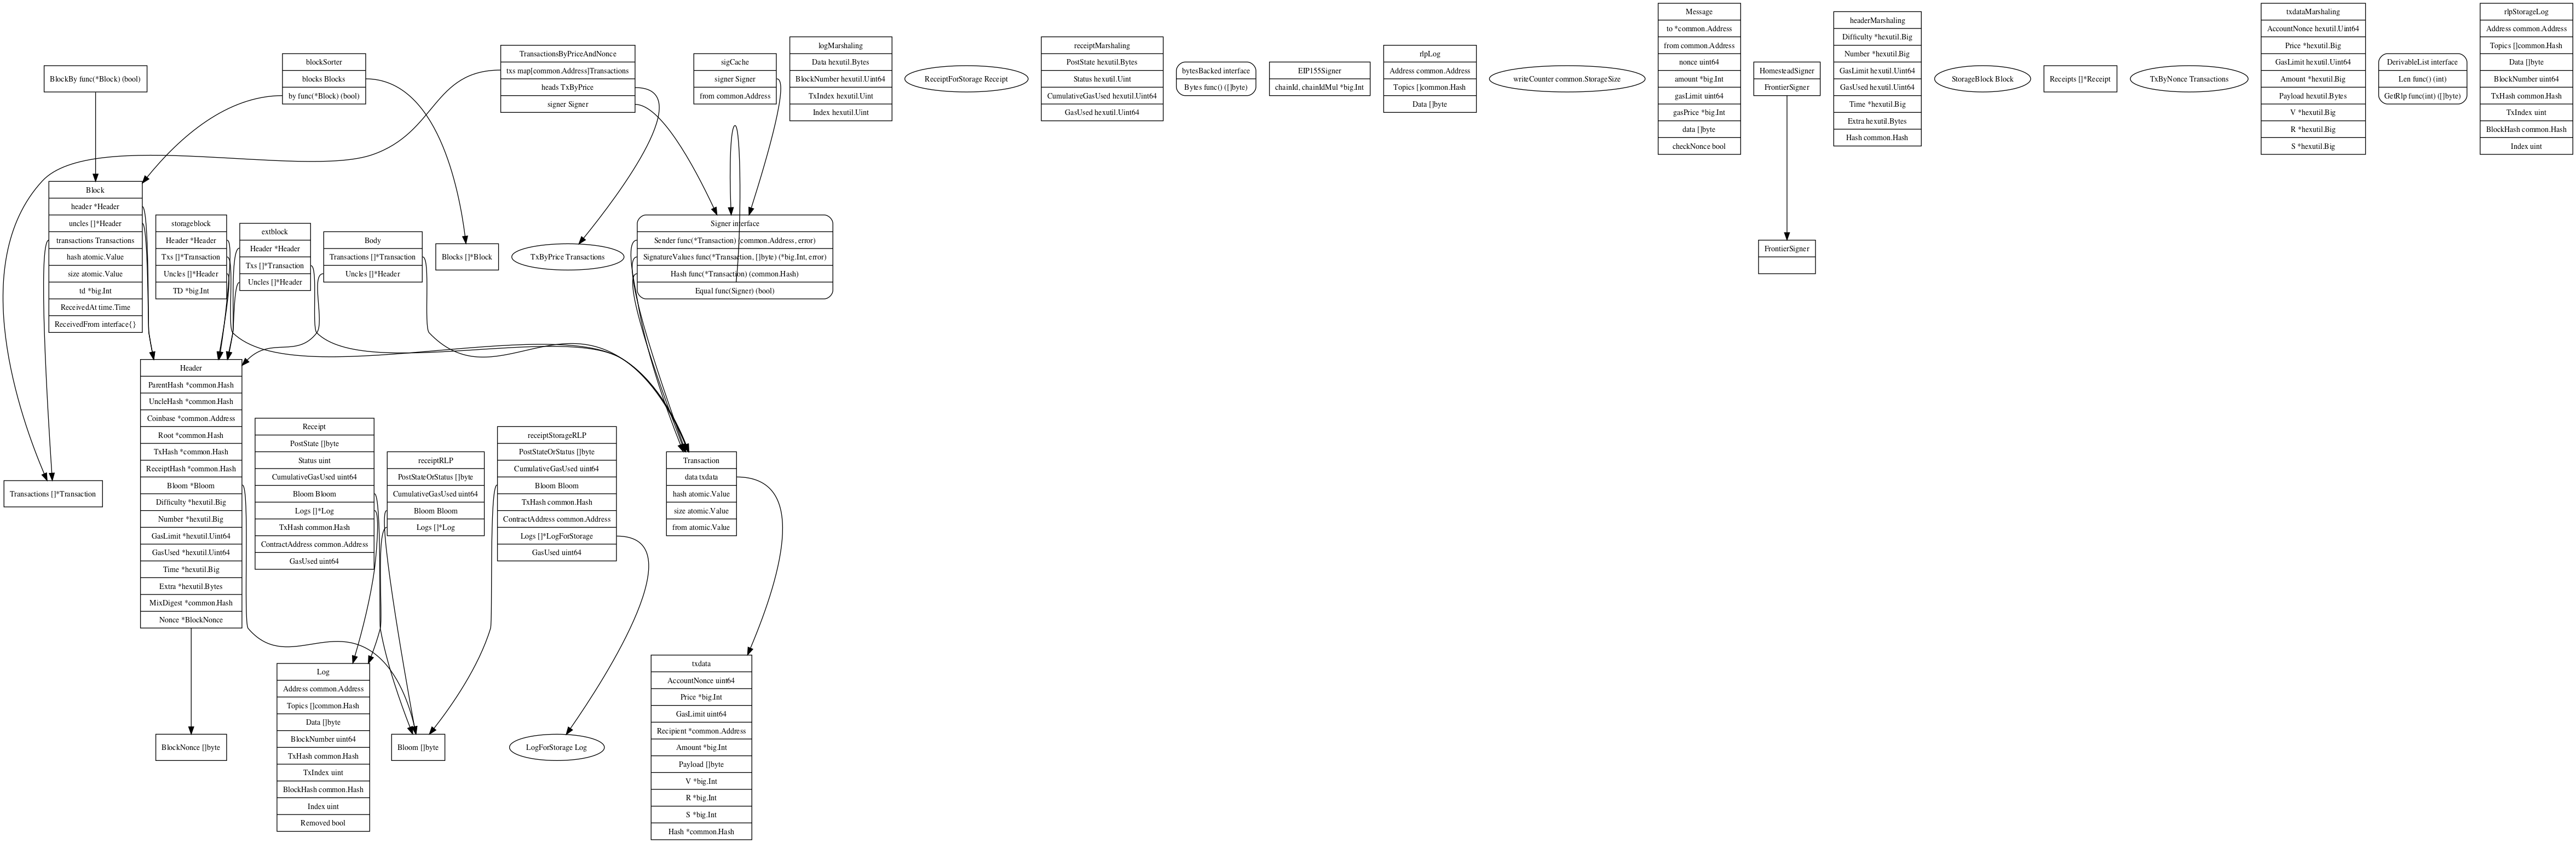 BlockBy func(*Block) (bool)
blockSorter
blocks Blocks
by func(*Block) (bool)
TransactionsByPriceAndNonce
txs map[common.Address]Transactions
heads TxByPrice
signer Signer
sigCache
signer Signer
from common.Address
logMarshaling
Data hexutil.Bytes
BlockNumber hexutil.Uint64
TxIndex hexutil.Uint
Index hexutil.Uint
ReceiptForStorage Receipt
receiptMarshaling
PostState hexutil.Bytes
Status hexutil.Uint
CumulativeGasUsed hexutil.Uint64
GasUsed hexutil.Uint64
bytesBacked interface
Bytes func() ([]byte)
EIP155Signer
chainId, chainIdMul *big.Int
rlpLog
Address common.Address
Topics []common.Hash
Data []byte
writeCounter common.StorageSize
Message
to *common.Address
from common.Address
nonce uint64
amount *big.Int
gasLimit uint64
gasPrice *big.Int
data []byte
checkNonce bool
HomesteadSigner
FrontierSigner
headerMarshaling
Difficulty *hexutil.Big
Number *hexutil.Big
GasLimit hexutil.Uint64
GasUsed hexutil.Uint64
Time *hexutil.Big
Extra hexutil.Bytes
Hash common.Hash
StorageBlock Block
Receipts []*Receipt
TxByNonce Transactions
txdataMarshaling
AccountNonce hexutil.Uint64
Price *hexutil.Big
GasLimit hexutil.Uint64
Amount *hexutil.Big
Payload hexutil.Bytes
V *hexutil.Big
R *hexutil.Big
S *hexutil.Big
DerivableList interface
Len func() (int)
GetRlp func(int) ([]byte)
rlpStorageLog
Address common.Address
Topics []common.Hash
Data []byte
BlockNumber uint64
TxHash common.Hash
TxIndex uint
BlockHash common.Hash
Index uint
Block
header *Header
uncles []*Header
transactions Transactions
hash atomic.Value
size atomic.Value
td *big.Int
ReceivedAt time.Time
ReceivedFrom interface{}
storageblock
Header *Header
Txs []*Transaction
Uncles []*Header
TD *big.Int
extblock
Header *Header
Txs []*Transaction
Uncles []*Header
Body
Transactions []*Transaction
Uncles []*Header
Blocks []*Block
TxByPrice Transactions
Signer interface
Sender func(*Transaction) (common.Address, error)
SignatureValues func(*Transaction, []byte) (*big.Int, error)
Hash func(*Transaction) (common.Hash)
Equal func(Signer) (bool)
FrontierSigner
Transactions []*Transaction
Header
ParentHash *common.Hash
UncleHash *common.Hash
Coinbase *common.Address
Root *common.Hash
TxHash *common.Hash
ReceiptHash *common.Hash
Bloom *Bloom
Difficulty *hexutil.Big
Number *hexutil.Big
GasLimit *hexutil.Uint64
GasUsed *hexutil.Uint64
Time *hexutil.Big
Extra *hexutil.Bytes
MixDigest *common.Hash
Nonce *BlockNonce
Receipt
PostState []byte
Status uint
CumulativeGasUsed uint64
Bloom Bloom
Logs []*Log
TxHash common.Hash
ContractAddress common.Address
GasUsed uint64
receiptRLP
PostStateOrStatus []byte
CumulativeGasUsed uint64
Bloom Bloom
Logs []*Log
receiptStorageRLP
PostStateOrStatus []byte
CumulativeGasUsed uint64
Bloom Bloom
TxHash common.Hash
ContractAddress common.Address
Logs []*LogForStorage
GasUsed uint64
Transaction
data txdata
hash atomic.Value
size atomic.Value
from atomic.Value
BlockNonce []byte
Log
Address common.Address
Topics []common.Hash
Data []byte
BlockNumber uint64
TxHash common.Hash
TxIndex uint
BlockHash common.Hash
Index uint
Removed bool
Bloom []byte
LogForStorage Log
txdata
AccountNonce uint64
Price *big.Int
GasLimit uint64
Recipient *common.Address
Amount *big.Int
Payload []byte
V *big.Int
R *big.Int
S *big.Int
Hash *common.Hash